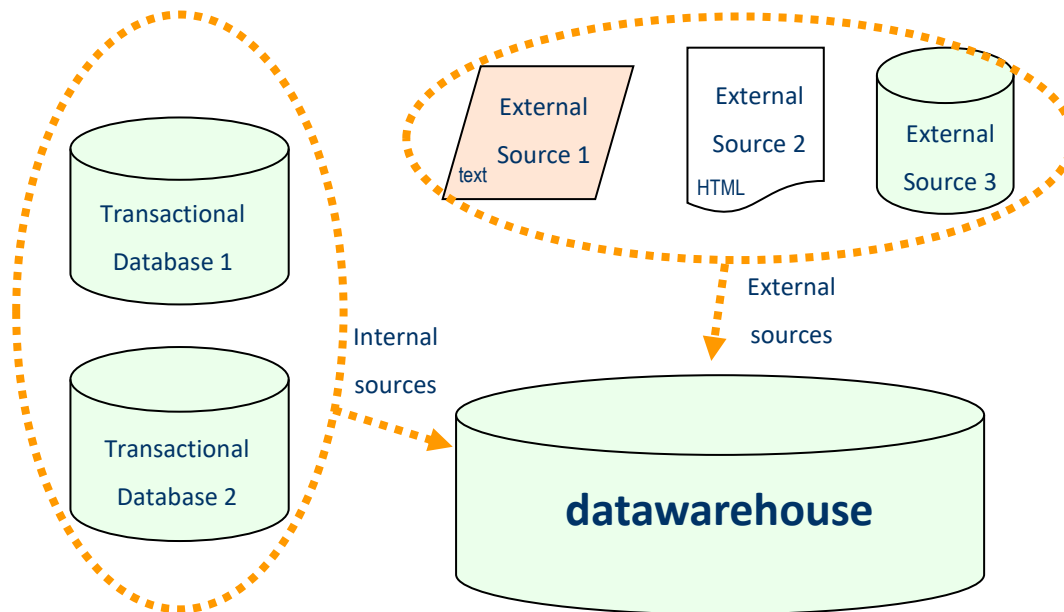 Transactional
Database 1
Transactional
Database 2
Internal
sources
External
Source 1
text
External
Source 2
HTML
External
Source 3
External
sources
datawarehouse